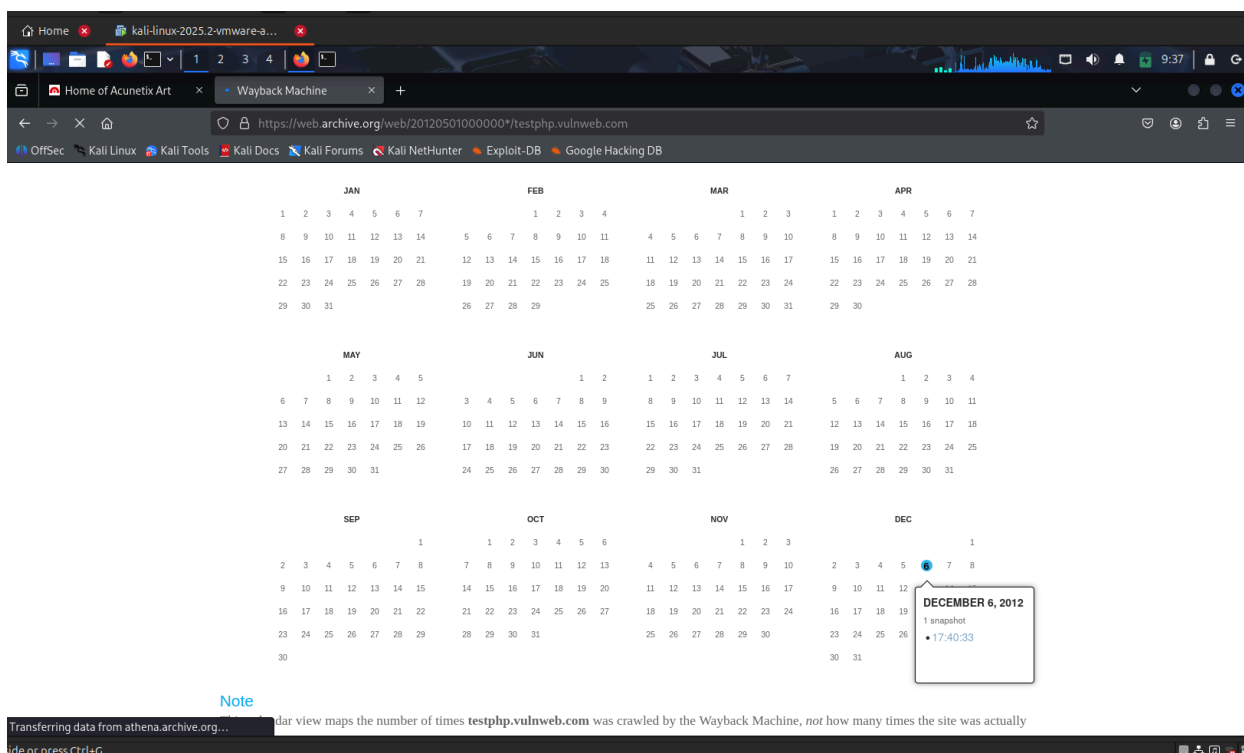 Home kali-linux-2025.2-vmware-a...
1 2 3 4 9:37
Home of Acunetix Art Wayback Machine
https://web.archive.org/web/20120501000000*/testphp.vulnweb.com
OffSec Kali Linux Kali Tools Kali Docs Kali Forums Kali NetHunter Exploit-DB Google Hacking DB
JAN FEB MAR APR
1 2 3 4 5 6 7 1 2 3 4 1 2 3 1 2 3 4 5 6 7
8 9 10 11 12 13 14 5 6 7 8 9 10 11 4 5 6 7 8 9 10 8 9 10 11 12 13 14
15 16 17 18 19 20 21 12 13 14 15 16 17 18 11 12 13 14 15 16 17 15 16 17 18 19 20 21
22 23 24 25 26 27 28 19 20 21 22 23 24 25 18 19 20 21 22 23 24 22 23 24 25 26 27 28
29 30 31 26 27 28 29 25 26 27 28 29 30 31 29 30
MAY JUN JUL AUG
1 2 3 4 5 1 2 1 2 3 4 5 6 7 1 2 3 4
6 7 8 9 10 11 12 3 4 5 6 7 8 9 8 9 10 11 12 13 14 5 6 7 8 9 10 11
13 14 15 16 17 18 19 10 11 12 13 14 15 16 15 16 17 18 19 20 21 12 13 14 15 16 17 18
20 21 22 23 24 25 26 17 18 19 20 21 22 23 22 23 24 25 26 27 28 19 20 21 22 23 24 25
27 28 29 30 31 24 25 26 27 28 29 30 29 30 31 26 27 28 29 30 31
SEP OCT NOV DEC
1 1 2 3 4 5 6 1 2 3 1
2 3 4 5 6 7 8 7 8 9 10 11 12 13 4 5 6 7 8 9 10 2 3 4 5 6 7 8
9 10 11 12 13 14 15 14 15 16 17 18 19 20 11 12 13 14 15 16 17 9 10 11 12
16 17 18 19 20 21 22 21 22 23 24 25 26 27 18 19 20 21 22 23 24 16 17 18 19
23 24 25 26 27 28 29 28 29 30 31 25 26 27 28 29 30 23 24 25 26
30 30 31
DECEMBER 6, 2012
1 snapshot
17:40:33
Note
dar view maps the number of times testphp.vulnweb.com was crawled by the Wayback Machine, not how many times the site was actually
Transferring data from athena.archive.org...
ide or press Ctrl+G